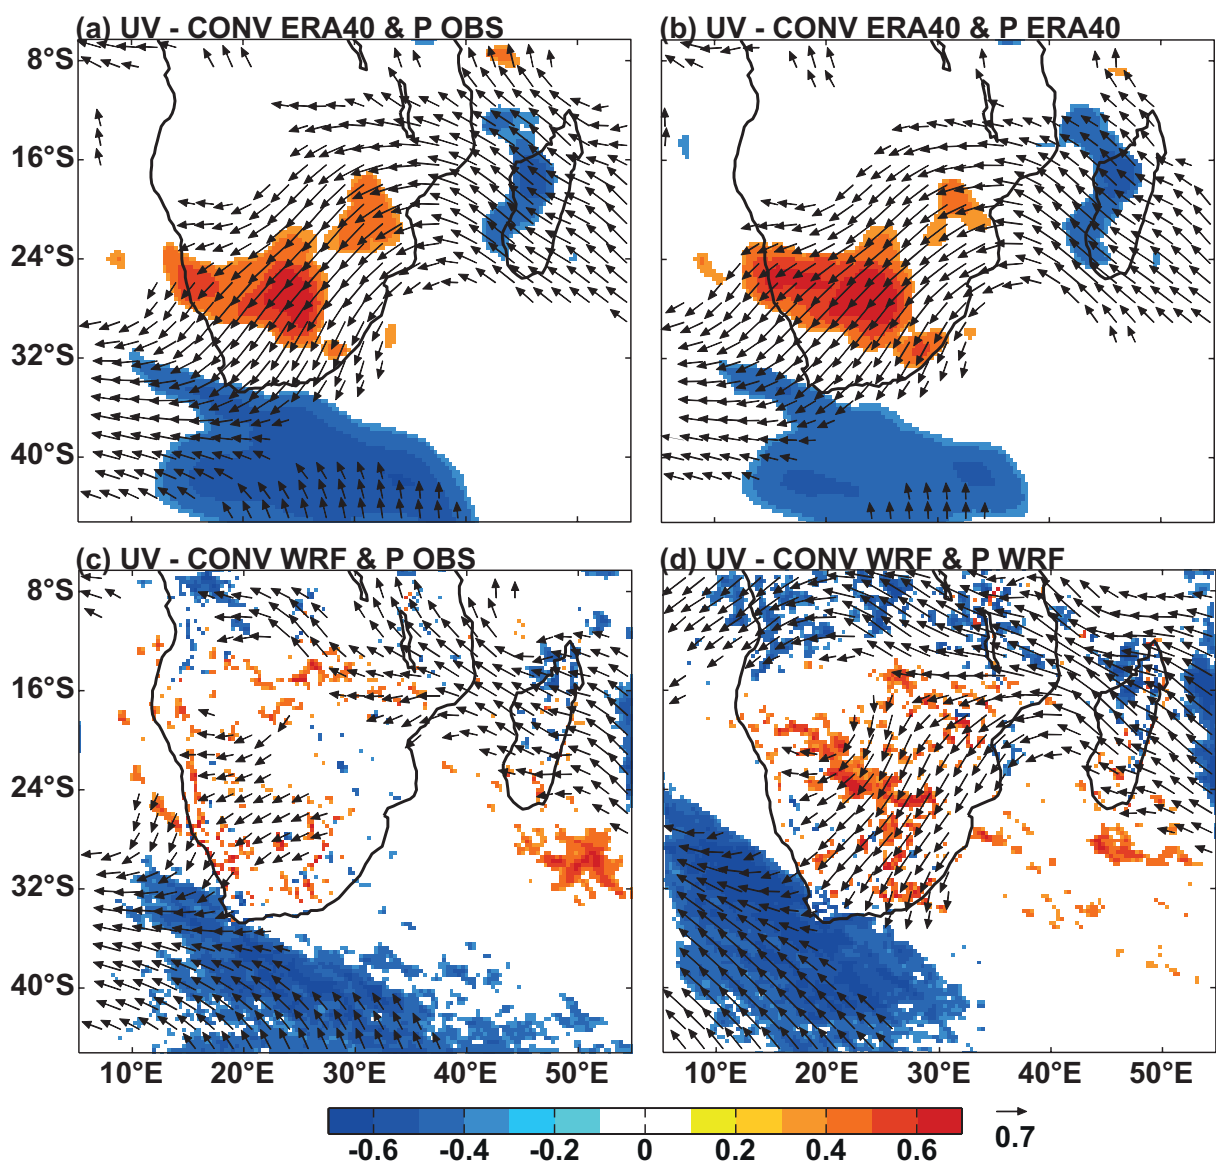 (a) UV - CONV ERA40 & P OBS
(b) UV - CONV ERA40 & P ERA40
8°S
16°S
24°S
32°S
40°S
(c) UV - CONV WRF & P OBS
(d) UV - CONV WRF & P WRF
8°S
16°S
24°S
32°S
40°S
10°E 20°E 30°E 40°E 50°E
10°E 20°E 30°E 40°E 50°E
-0.6 -0.4 -0.2 0 0.2 0.4 0.6
0.7